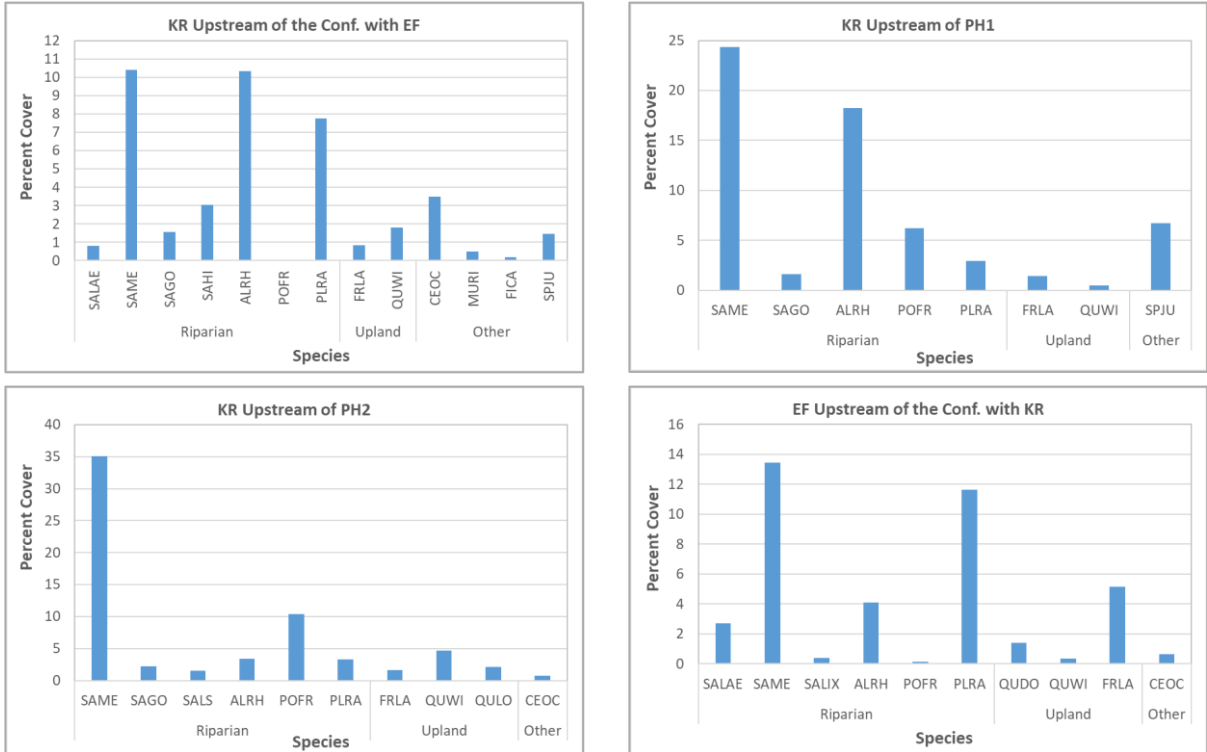 KR Upstream of the Conf. with EF
12
11
10
9
8
7
6
5
4
3
2
1
0
Percent Cover
SALAE SAME SAGO SAHI ALRH POFR PLRA FRLA QUWI CEOC MURI FICA SPJU
Riparian Upland Other
Species
KR Upstream of PH1
25
20
15
10
5
0
Percent Cover
SAME SAGO ALRH POFR PLRA FRLA QUWI SPJU
Riparian Upland Other
Species
KR Upstream of PH2
40
35
30
25
20
15
10
5
0
Percent Cover
SAME SAGO SALS ALRH POFR PLRA FRLA QUWI QULO CEOC
Riparian Upland Other
Species
EF Upstream of the Conf. with KR
16
14
12
10
8
6
4
2
0
Percent Cover
SALAE SAME SALIX ALRH POFR PLRA QUDO QUWI FRLA CEOC
Riparian Upland Other
Species